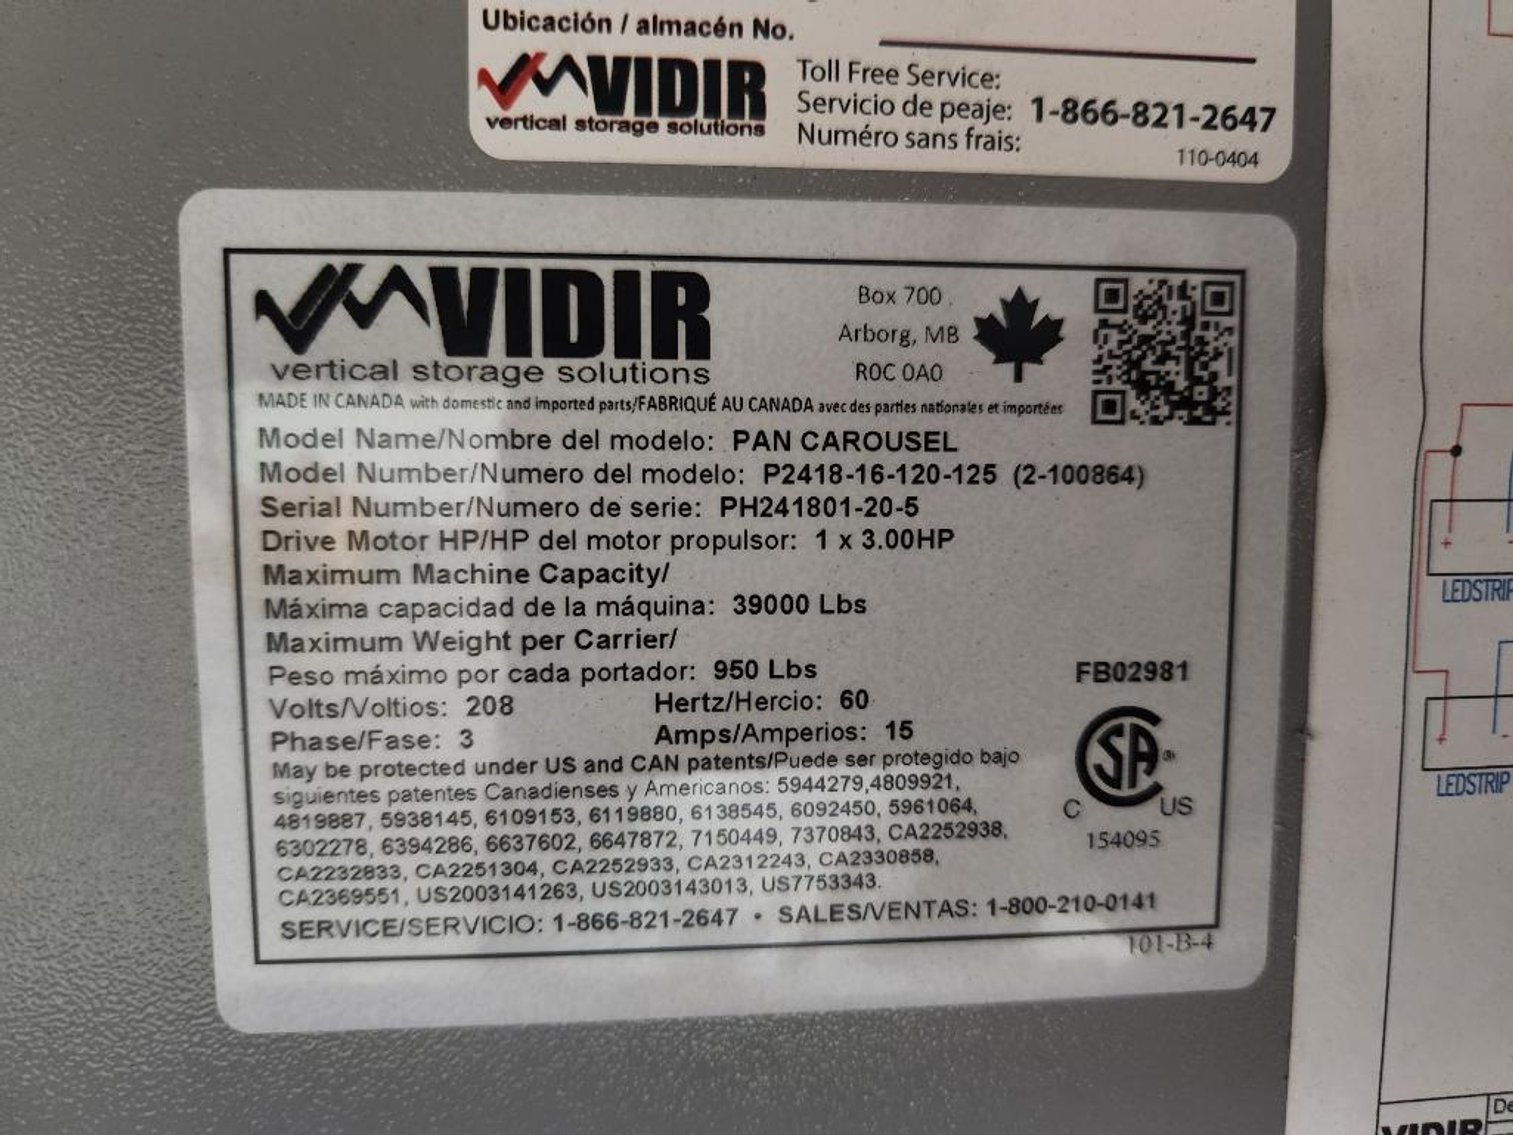 Ubicación / almacén No.
VIDIR
vertical storage solutions
Toll Free Service:
Servicio de peaje: 1-866-821-2647
Numéro sans frais:
110-0404
VIDIR
vertical storage solutions
Box 700
Arborg, MB
R0C 0A0
MADE IN CANADA with domestic and imported parts/FABRIQUÉ AU CANADA avec des parties nationales et importées
Model Name/Nombre del modelo: PAN CAROUSEL
Model Number/Numero del modelo: P2418-16-120-125 (2-100864)
Serial Number/Numero de serie: PH241801-20-5
Drive Motor HP/HP del motor propulsor: 1 x 3.00HP
Maximum Machine Capacity/
Máxima capacidad de la máquina: 39000 Lbs
Maximum Weight per Carrier/
Peso máximo por cada portador: 950 Lbs
FB02981
Volts/Voltios: 208 Hertz/Hercio: 60
Phase/Fase: 3 Amps/Amperios: 15
May be protected under US and CAN patents/Puede ser protegido bajo
siguientes patentes Canadienses y Americanos: 5944279,4809921,
4819887, 5938145, 6109153, 6119880, 6138545, 6092450, 5961064,
6302278, 6394286, 6637602, 6647872, 7150449, 7370843, CA2252938,
CA2232833, CA2251304, CA2252933, CA2312243, CA2330858,
CA2369551, US2003141263, US2003143013, US7753343.
SA ®
C US
154095
SERVICE/SERVICIO: 1-866-821-2647 • SALES/VENTAS: 1-800-210-0141
101-B-4
+ -
LEDSTRIP
+ -
LEDSTRIP
VIDIR
De